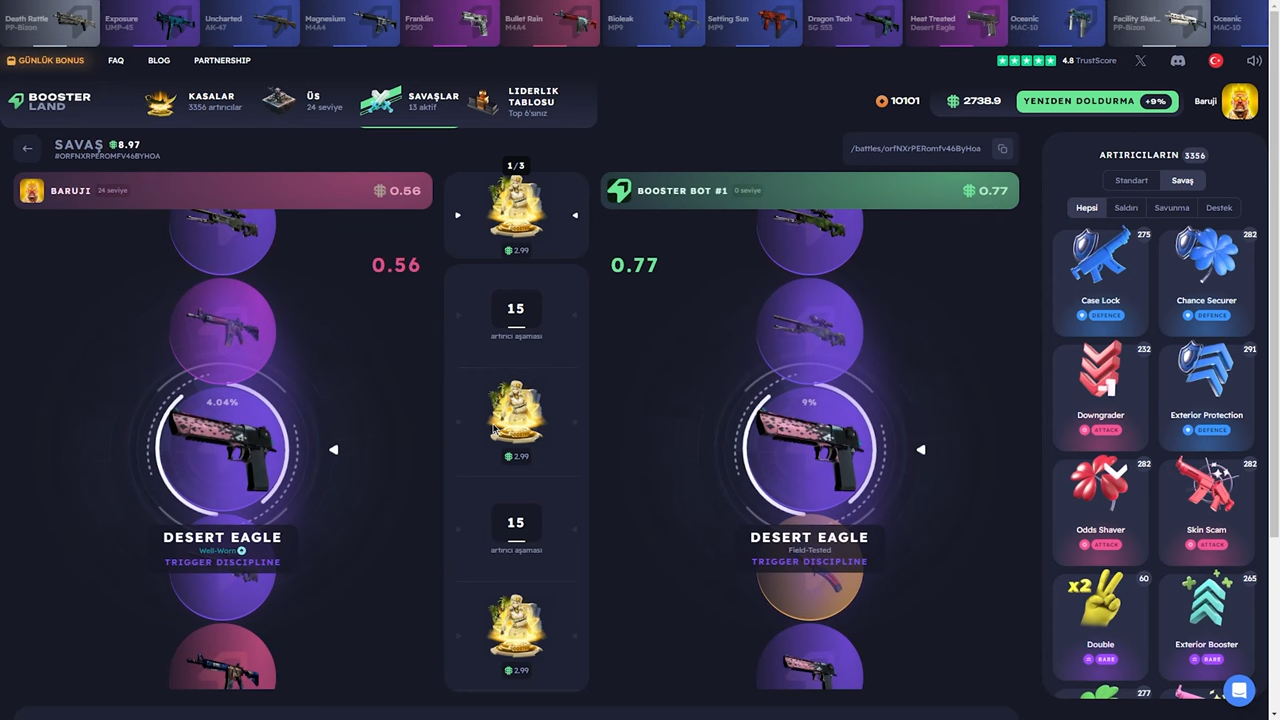 Death Rattle
PP-Bizon
Exposure
UMP-45
Uncharted
AK-47
Magnesium
M4A4
Franklin
P250
Bullet Rain
M4A4
Bioleak
MP9
Setting Sun
MP9
Dragon Tech
SG 553
Heat Treated
Desert Eagle
Oceanic
MAC-10
Facility Sket...
PP-Bizon
Oceanic
MAC-10
GÜNLÜK BONUS
FAQ
BLOG
PARTNERSHIP
4.8 TrustScore
BOOSTER
LAND
KASALAR
3356 artırıcılar
ÜS
24 seviye
SAVAŞLAR
13 aktif
LIDERLIK
TABLOSU
Top 6'sınız
10101
2738.9
YENIDEN DOLDURMA +9%
Baruji
SAVAŞ 8.97
#ORFNXRPEROMFV46BYHOA
/battles/orfNXrPERomfv46ByHoa
1/3
BARUJI 24 seviye
0.56
BOOSTER BOT #1 0 seviye
0.77
0.56
0.77
2.99
15
artırıcı aşaması
2.99
15
artırıcı aşaması
2.99
4.04%
DESERT EAGLE
Well-Worn
TRIGGER DISCIPLINE
9%
DESERT EAGLE
Field-Tested
TRIGGER DISCIPLINE
ARTIRICILARIN 3356
Standart
Savaş
Hepsi
Saldırı
Savunma
Destek
275
Case Lock
DEFENCE
282
Chance Securer
DEFENCE
232
Downgrader
ATTACK
291
Exterior Protection
DEFENCE
282
Odds Shaver
ATTACK
282
Skin Scam
ATTACK
60
x2
Double
RARE
265
Exterior Booster
RARE
277